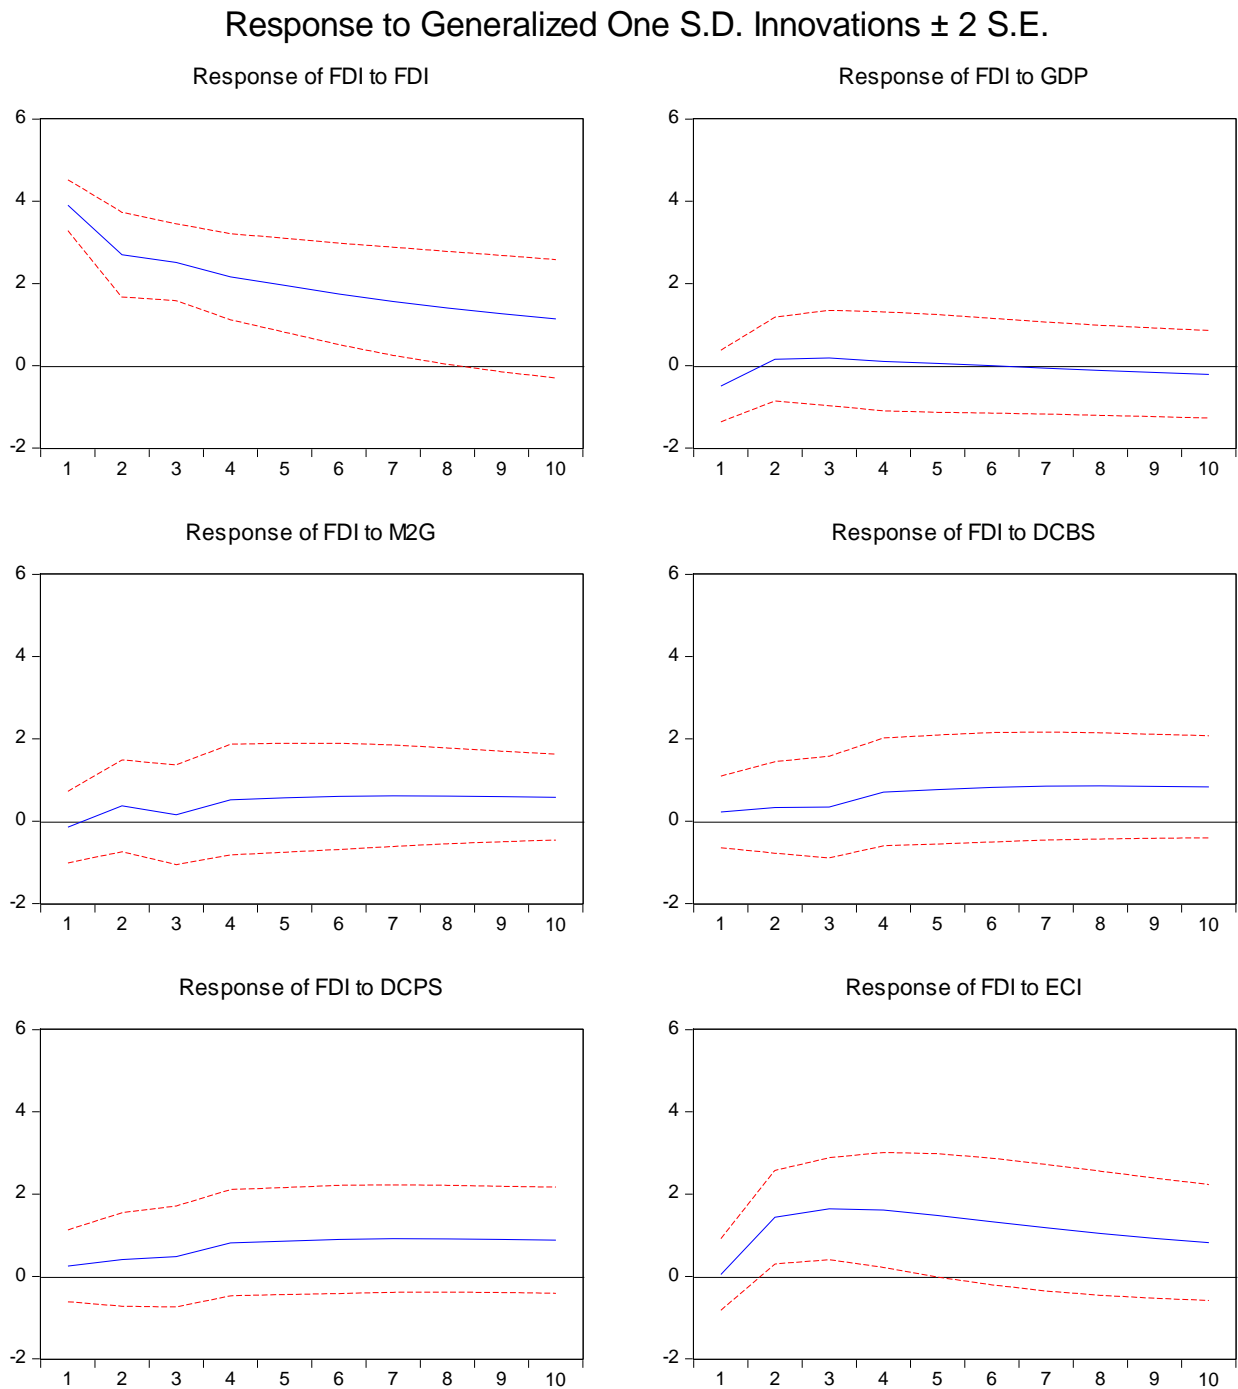 Response to Generalized One S.D. Innovations ± 2 S.E.
Response of FDI to FDI
6
4
2
0
-2
1 2 3 4 5 6 7 8 9 10
Response of FDI to GDP
6
4
2
0
-2
1 2 3 4 5 6 7 8 9 10
Response of FDI to M2G
6
4
2
0
-2
1 2 3 4 5 6 7 8 9 10
Response of FDI to DCBS
6
4
2
0
-2
1 2 3 4 5 6 7 8 9 10
Response of FDI to DCPS
6
4
2
0
-2
1 2 3 4 5 6 7 8 9 10
Response of FDI to ECI
6
4
2
0
-2
1 2 3 4 5 6 7 8 9 10